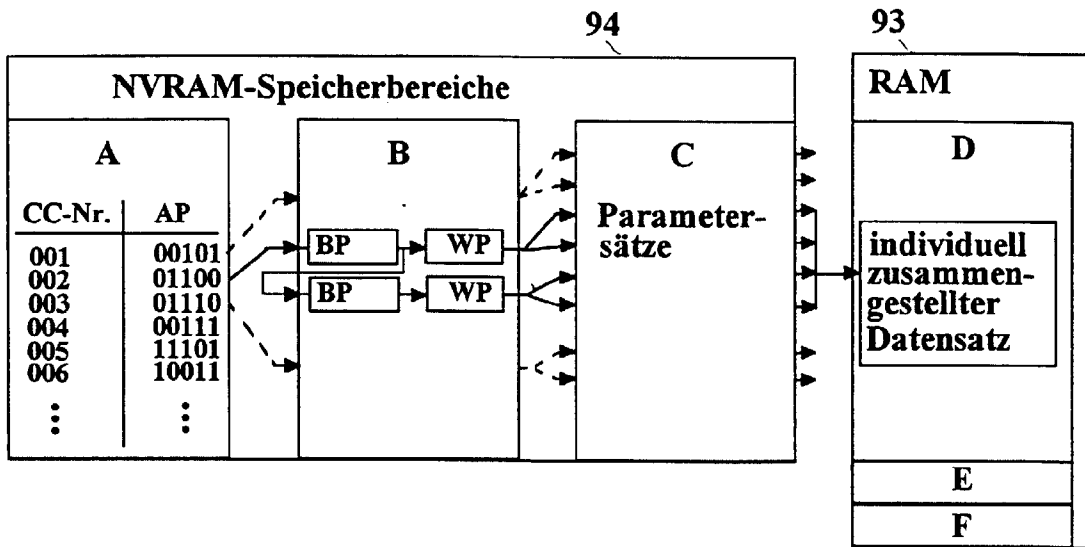 94
93
NVRAM-Speicherbereiche
RAM
A
B
C
D
CC-Nr. AP
001 00101
002 01100
003 01110
004 00111
005 11101
006 10011
BP WP
BP WP
Parameter-
sätze
individuell
zusammen-
gestellter
Datensatz
E
F